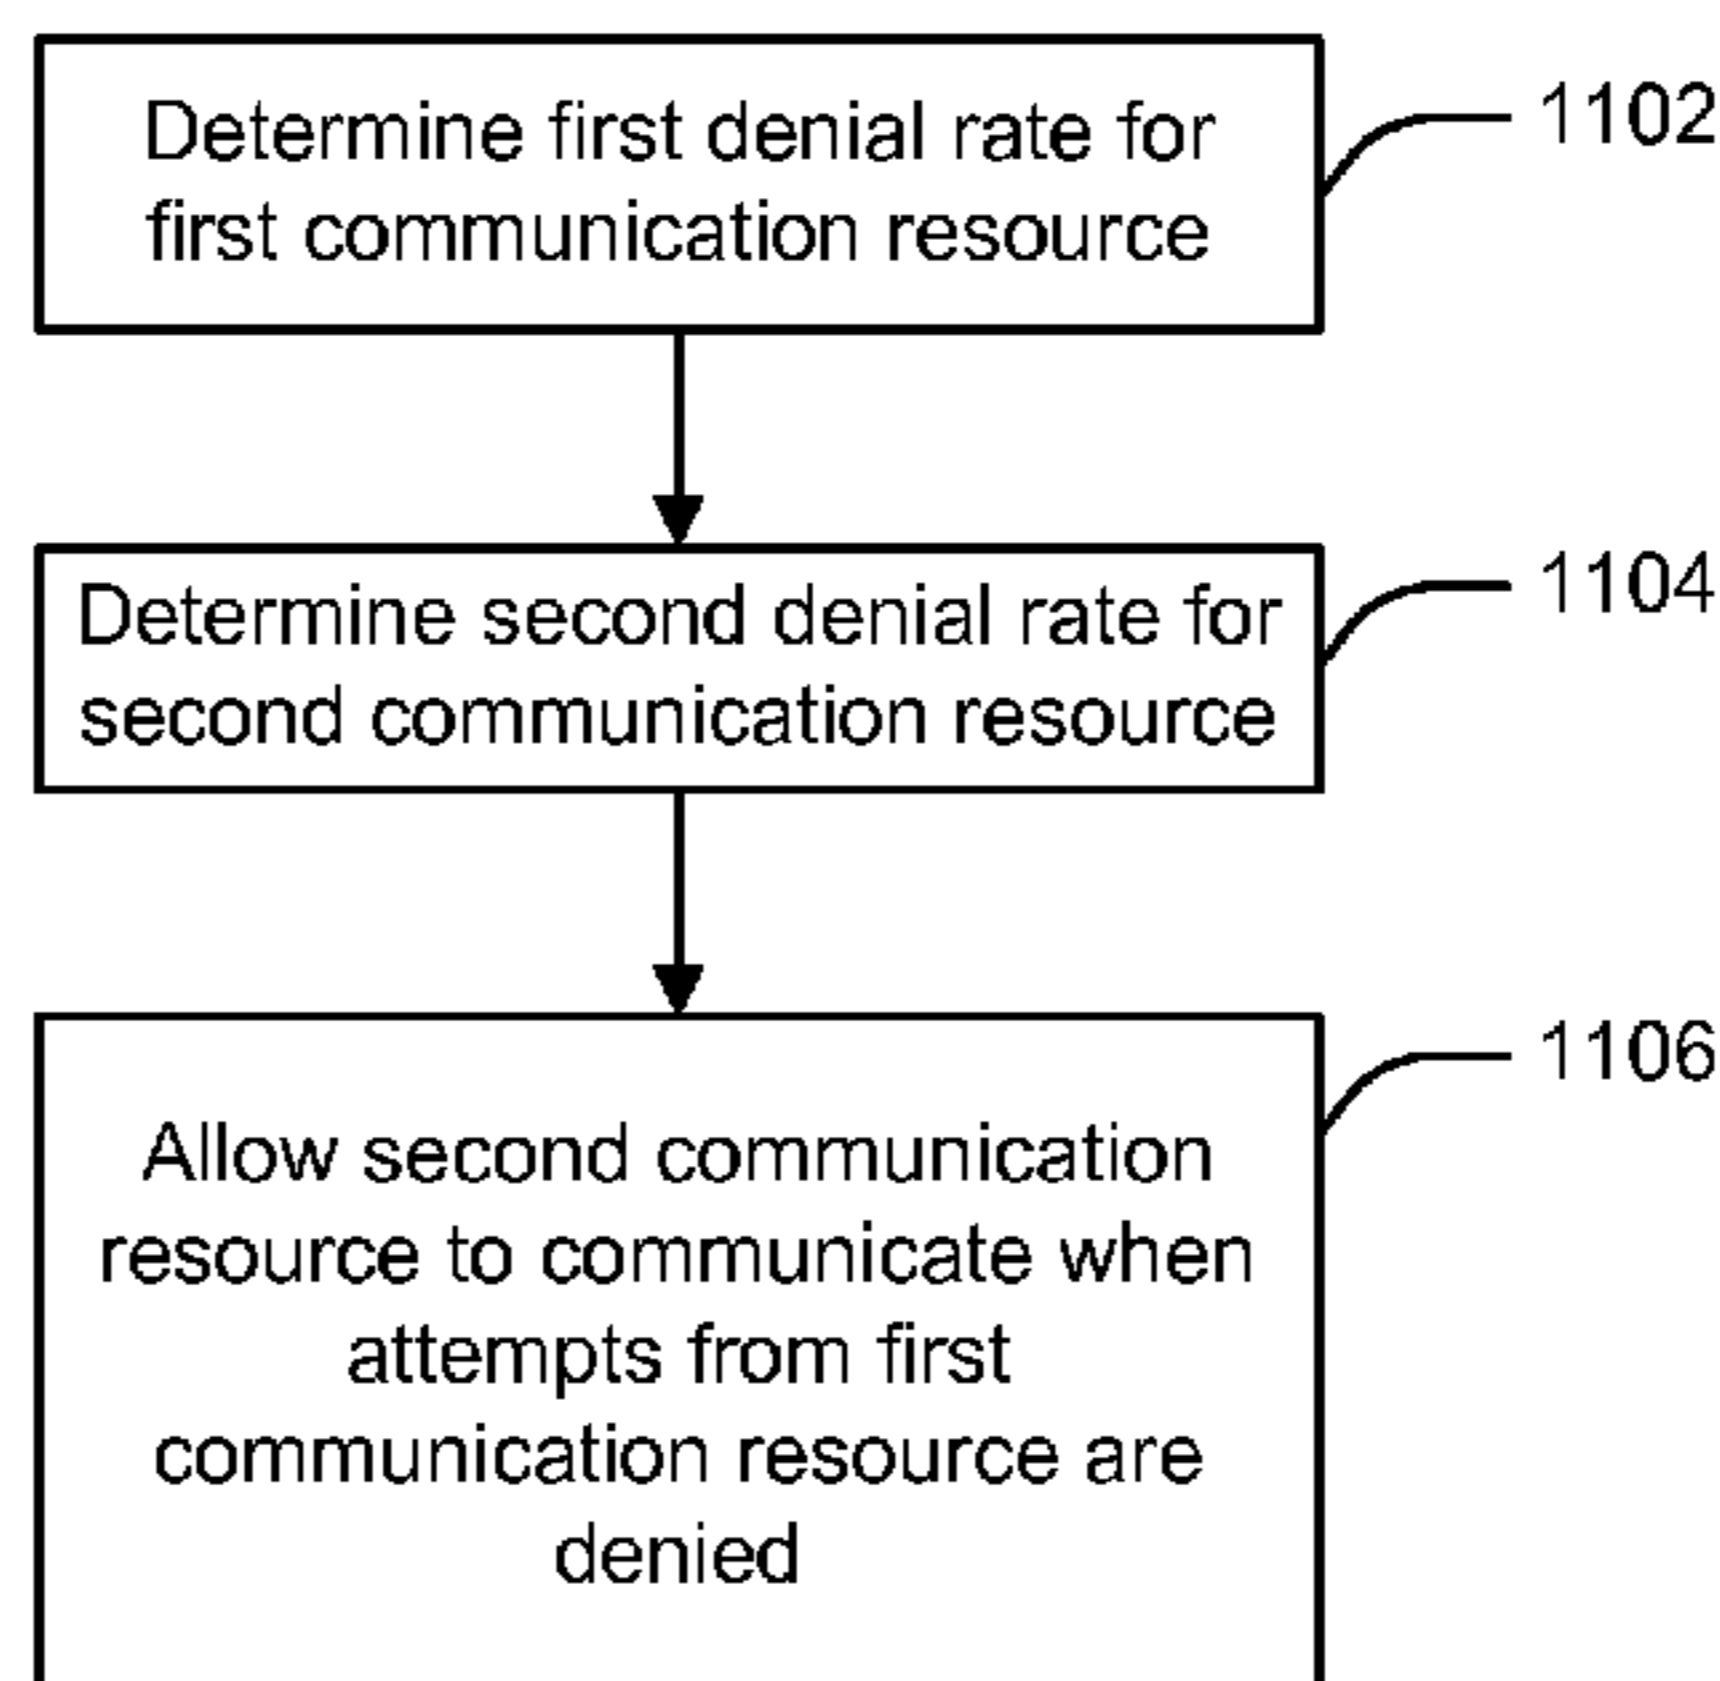 Determine first denial rate for
first communication resource
1102
Determine second denial rate for
second communication resource
1104
Allow second communication
resource to communicate when
attempts from first
communication resource are
denied
1106